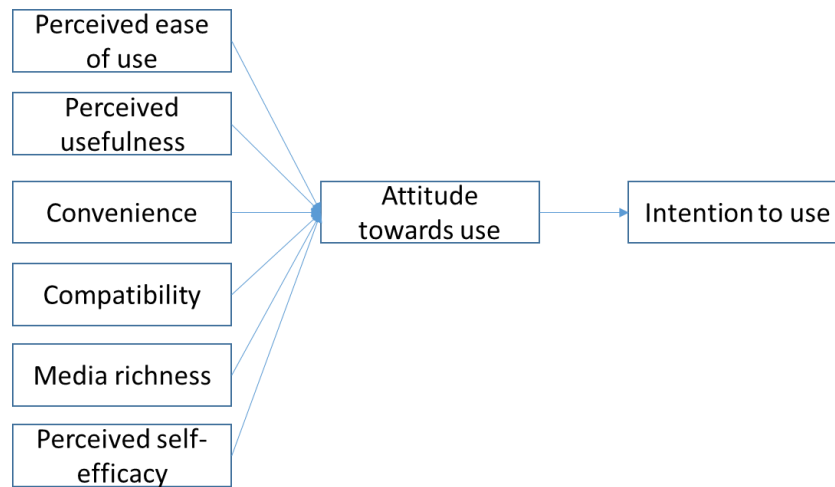 Perceived ease
of use
Perceived
usefulness
Convenience
Compatibility
Media richness
Perceived self-
efficacy
Attitude
towards use
Intention to use